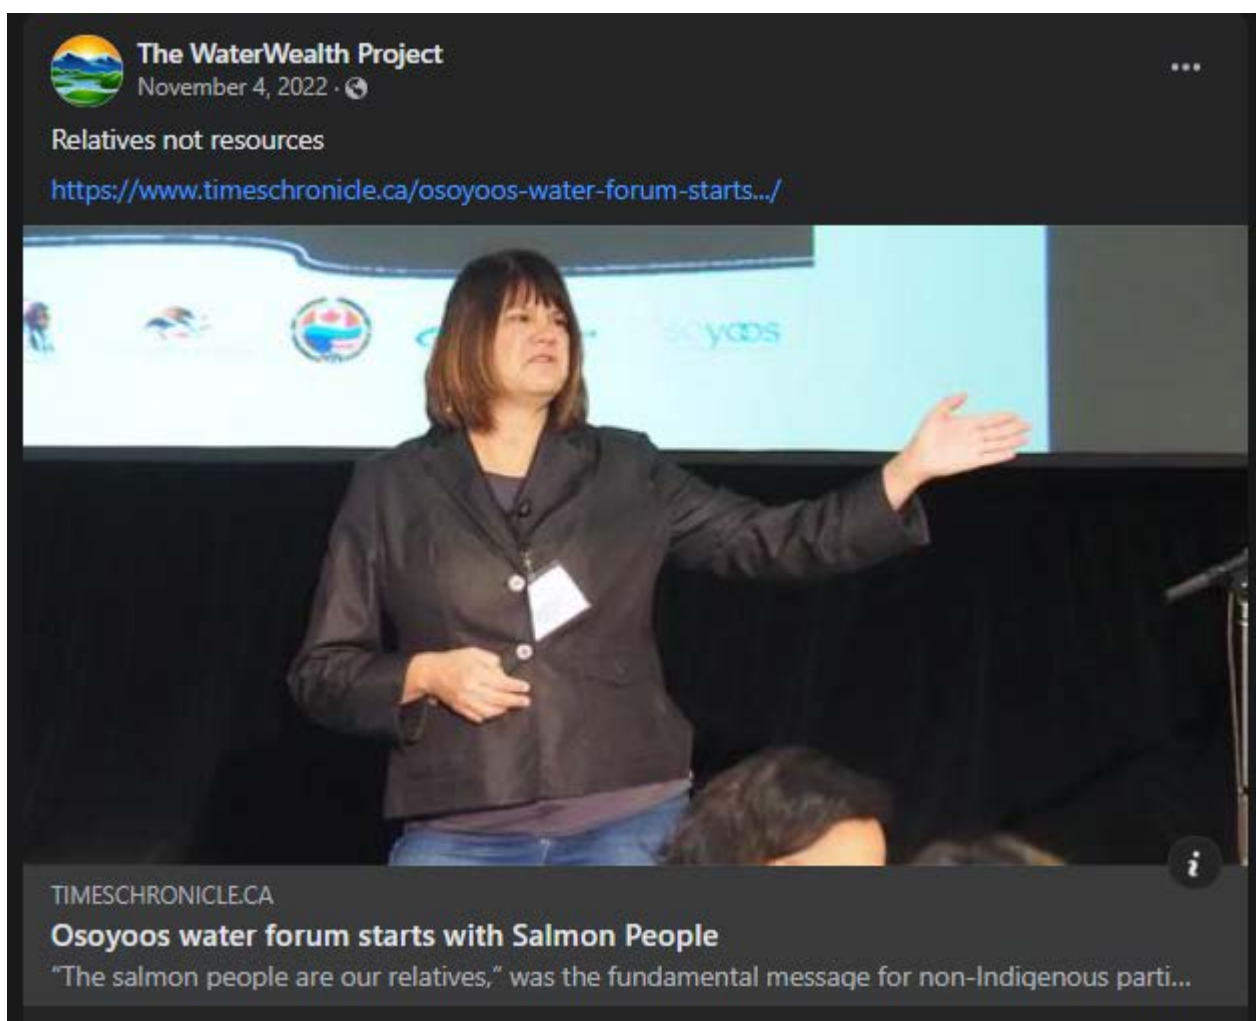 The WaterWealth Project
November 4, 2022 ·
Relatives not resources
https://www.timeschronicle.ca/osoyoos-water-forum-starts.../
TIMESCHRONICLE.CA
Osoyoos water forum starts with Salmon People
“The salmon people are our relatives,” was the fundamental message for non-Indigenous parti...